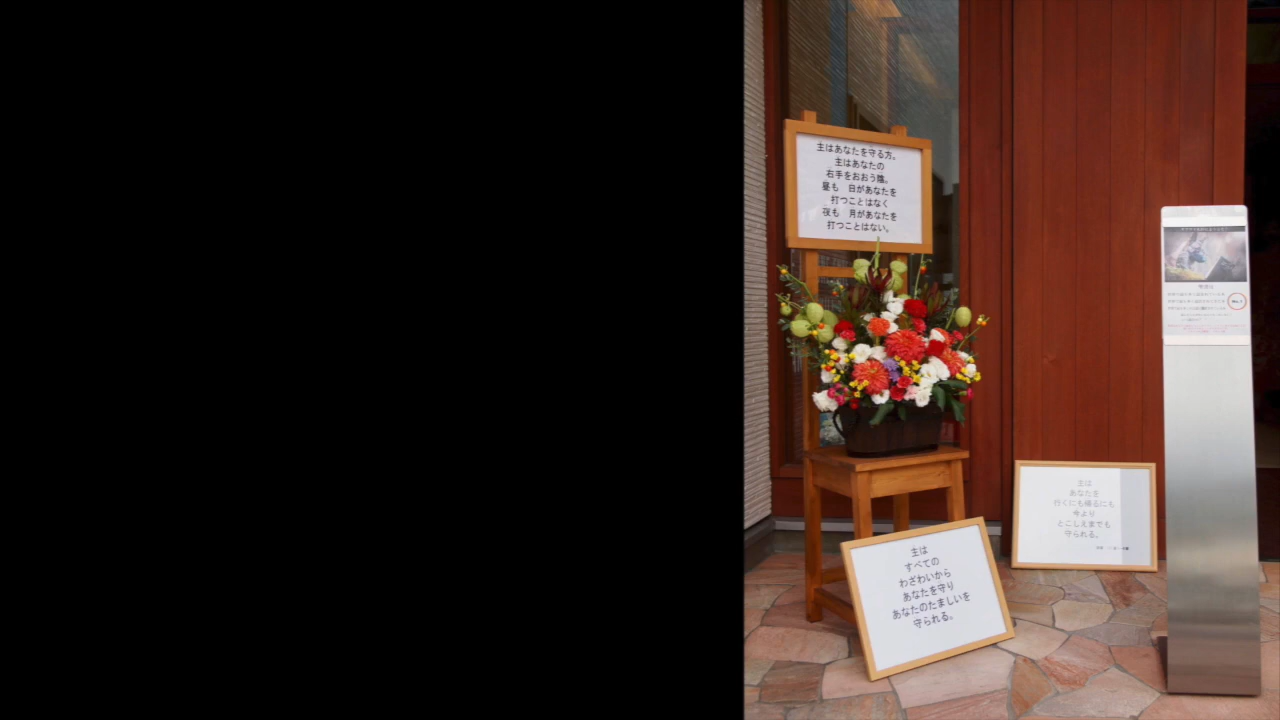 主はあなたを守る方。
主はあなたの
右手をおおう陰。
昼も　日があなたを
打つことはなく
夜も　月があなたを
打つことはない。
主は
すべての
わざわいから
あなたを守り
あなたのたましいを
守られる。
主は
あなたを
行くにも帰るにも
今より
とこしえまでも
守られる。